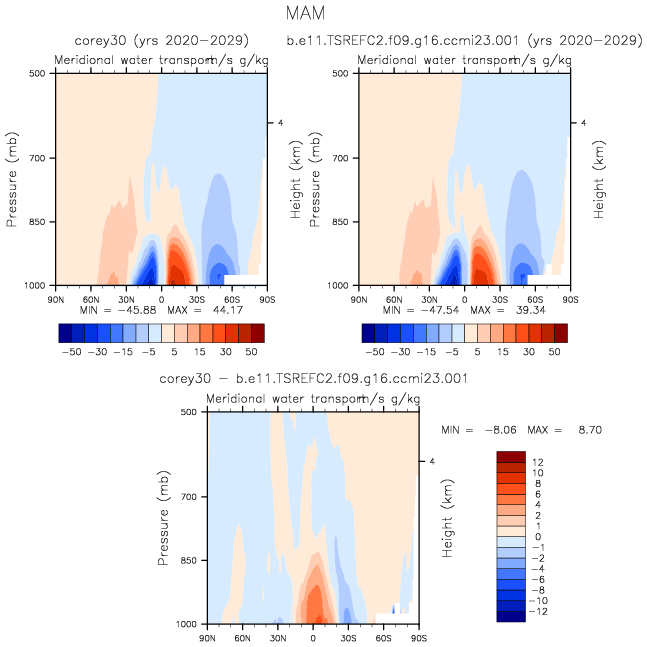 MAM
corey30 (yrs 2020-2029)
b.e11.TSREFC2.f09.g16.ccmi23.001 (yrs 2020-2029)
Meridional water transport m/s g/kg
Meridional water transport m/s g/kg
500
700
850
1000
Pressure (mb)
4
Height (km)
90N 60N 30N 0 30S 60S 90S
MIN = -45.88 MAX = 44.17
-50 -30 -15 -5 5 15 30 50
500
700
850
1000
Pressure (mb)
4
Height (km)
90N 60N 30N 0 30S 60S 90S
MIN = -47.54 MAX = 39.34
-50 -30 -15 -5 5 15 30 50
corey30 - b.e11.TSREFC2.f09.g16.ccmi23.001
Meridional water transport m/s g/kg
500
700
850
1000
Pressure (mb)
4
Height (km)
90N 60N 30N 0 30S 60S 90S
MIN = -8.06 MAX = 8.70
12
10
8
6
4
2
1
0
-1
-2
-4
-6
-8
-10
-12